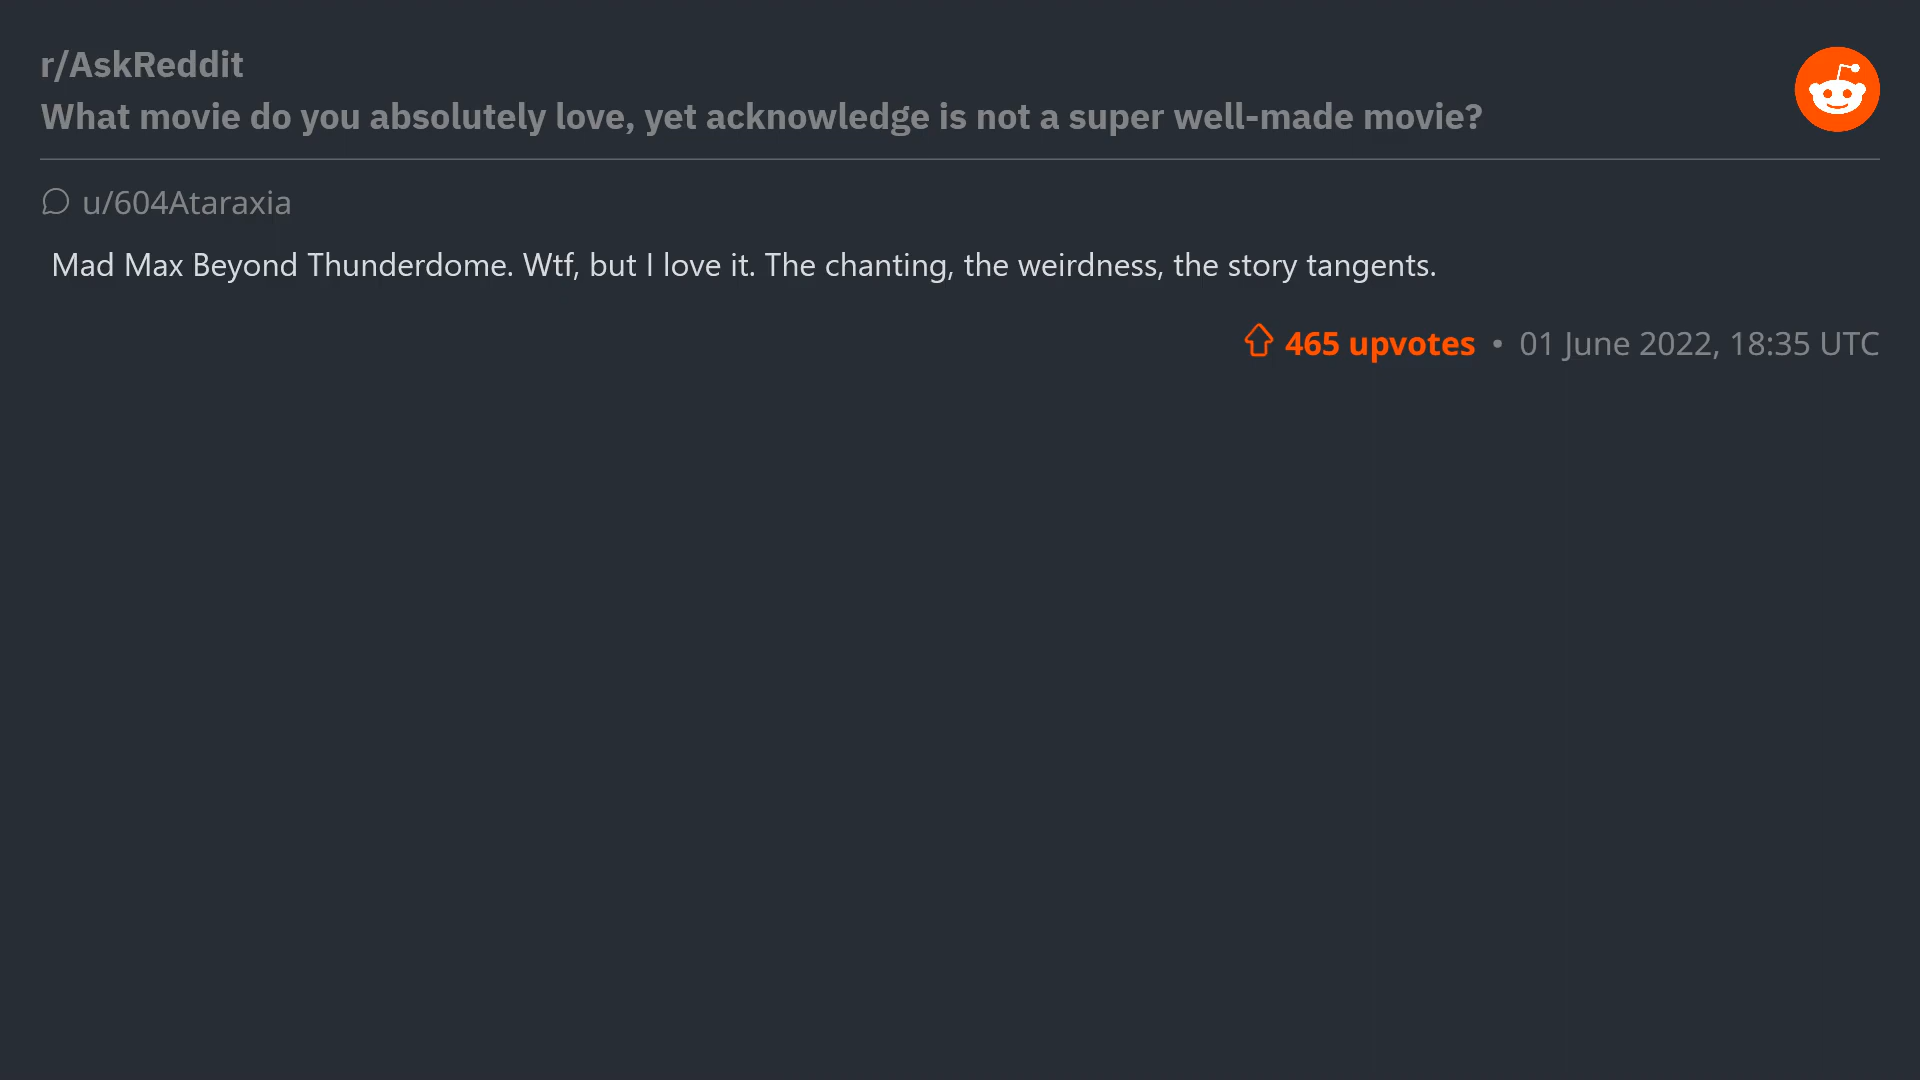 r/AskReddit
What movie do you absolutely love, yet acknowledge is not a super well-made movie?
u/604Ataraxia
Mad Max Beyond Thunderdome. Wtf, but I love it. The chanting, the weirdness, the story tangents.
465 upvotes • 01 June 2022, 18:35 UTC